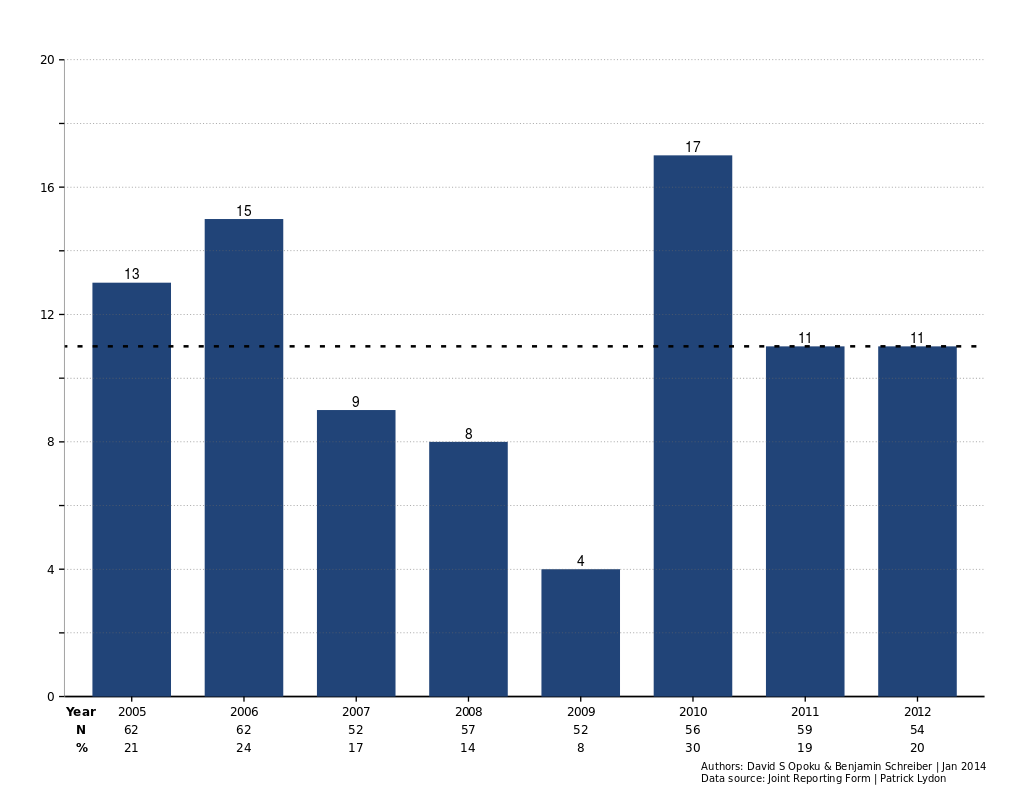 20
16
12
8
4
0
13
15
9
8
4
17
11
11
Year 2005 2006 2007 2008 2009 2010 2011 2012
N 62 62 52 57 52 56 59 54
% 21 24 17 14 8 30 19 20
Authors: David S Opoku & Benjamin Schreiber | Jan 2014
Data source: Joint Reporting Form | Patrick Lydon